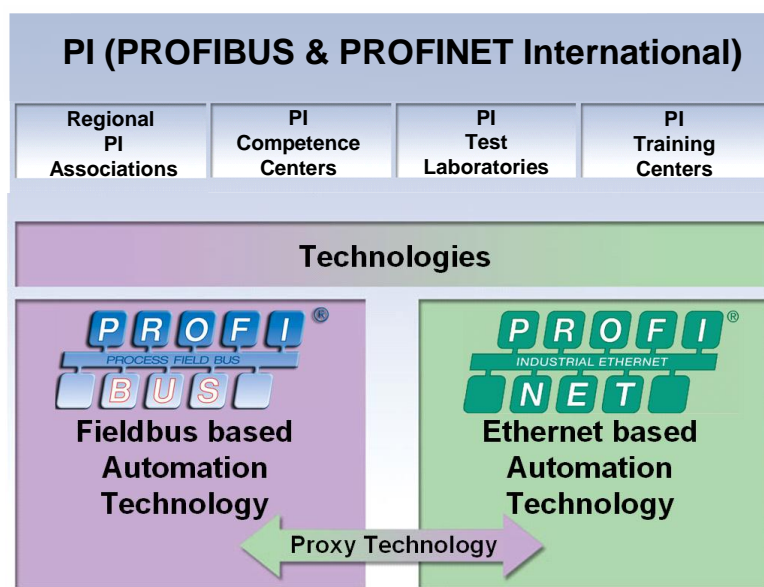 PI (PROFIBUS & PROFINET International)
Regional
PI
Associations
PI
Competence
Centers
PI
Test
Laboratories
PI
Training
Centers
Technologies
PROFI®
PROCESS FIELD BUS
BUS
Fieldbus based
Automation
Technology
PROFI®
INDUSTRIAL ETHERNET
NET
Ethernet based
Automation
Technology
Proxy Technology